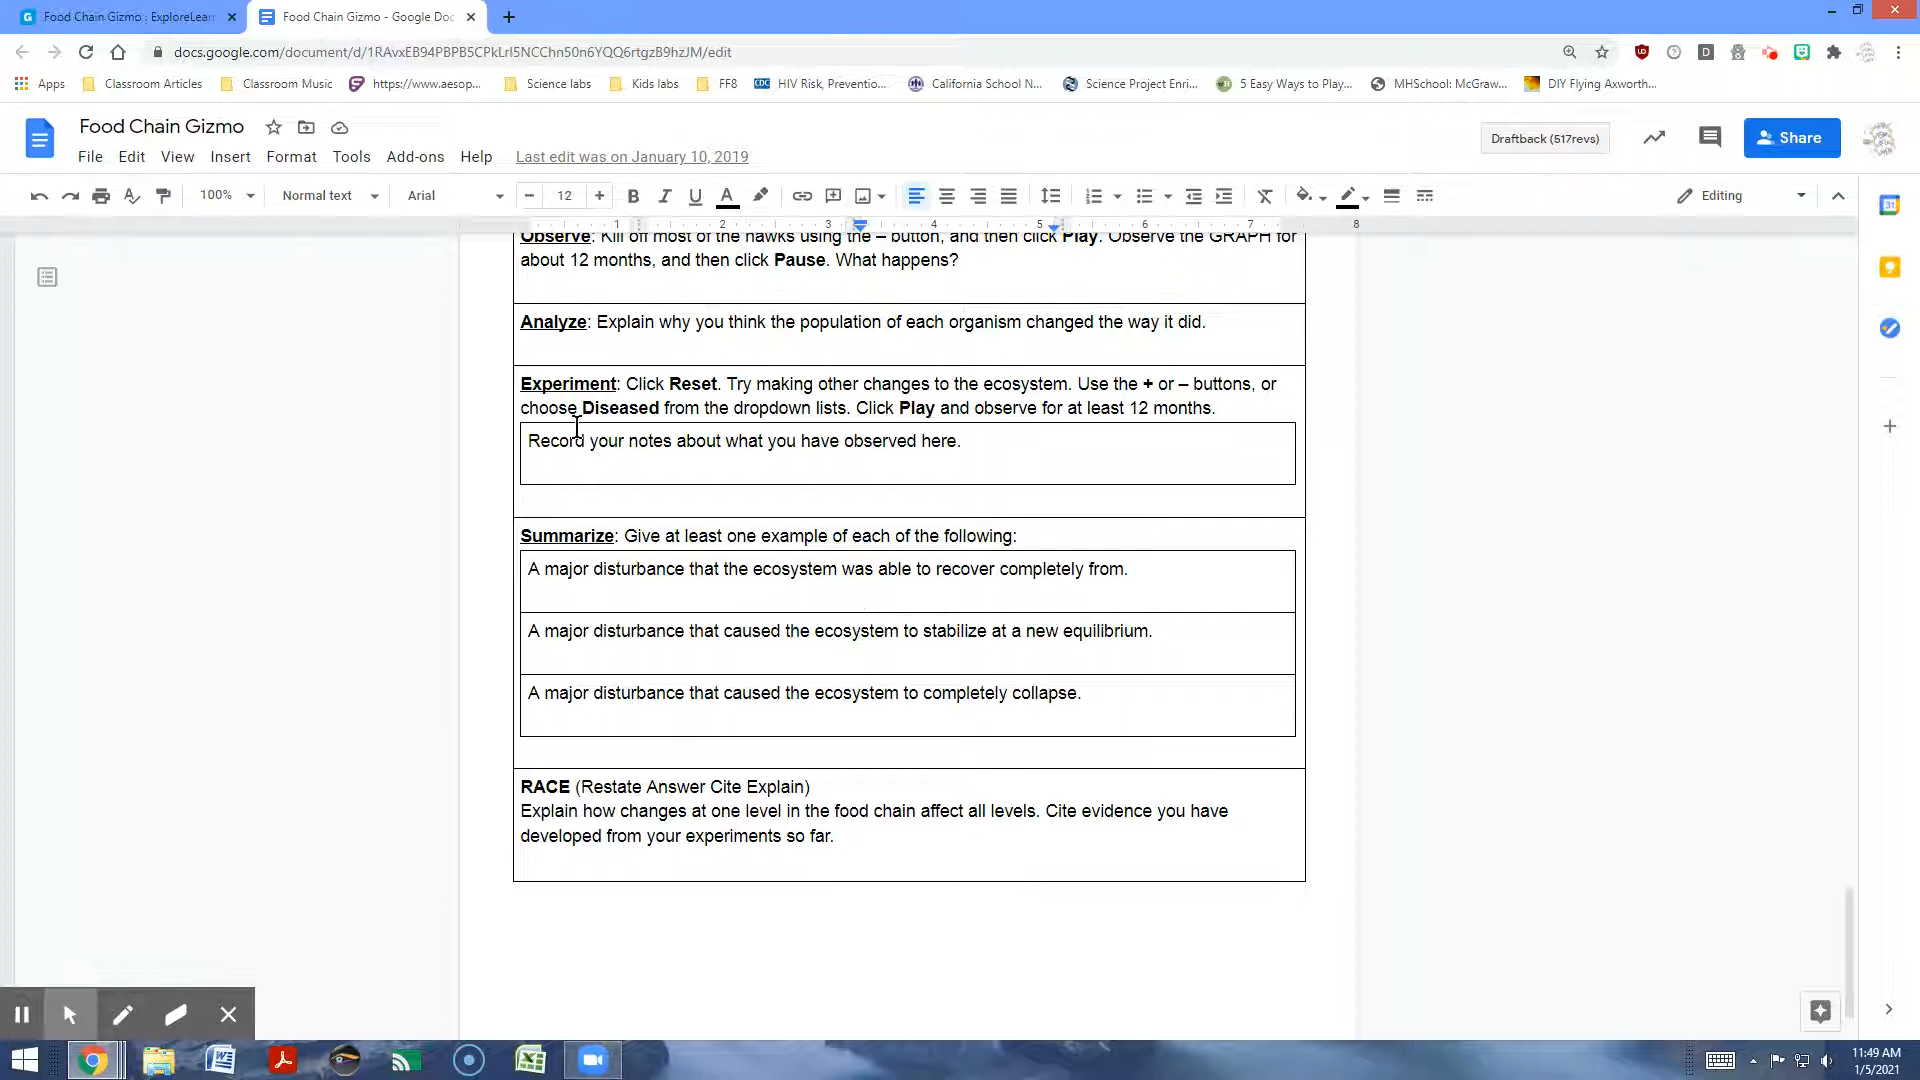 Food Chain Gizmo : ExploreLear
Food Chain Gizmo - Google Doc
docs.google.com/document/d/1RAvxEB94PBPB5CPkLrI5NCChn50n6YQQ6rtgzB9hzJM/edit
Apps
Classroom Articles
Classroom Music
https://www.aesop...
Science labs
Kids labs
FF8
HIV Risk, Preventio...
California School N...
Science Project Enri...
5 Easy Ways to Play...
MHSchool: McGraw...
DIY Flying Axworth...
Food Chain Gizmo
Draftback (517revs)
Share
File Edit View Insert Format Tools Add-ons Help Last edit was on January 10, 2019
100% Normal text Arial 12 Editing
1 2 3 4 5 6 7 8
Observe: Kill off most of the hawks using the – button, and then click Play. Observe the GRAPH for
about 12 months, and then click Pause. What happens?
Analyze: Explain why you think the population of each organism changed the way it did.
Experiment: Click Reset. Try making other changes to the ecosystem. Use the + or – buttons, or
choose Diseased from the dropdown lists. Click Play and observe for at least 12 months.
Record your notes about what you have observed here.
Summarize: Give at least one example of each of the following:
A major disturbance that the ecosystem was able to recover completely from.
A major disturbance that caused the ecosystem to stabilize at a new equilibrium.
A major disturbance that caused the ecosystem to completely collapse.
RACE (Restate Answer Cite Explain)
Explain how changes at one level in the food chain affect all levels. Cite evidence you have
developed from your experiments so far.
11:49 AM
1/5/2021